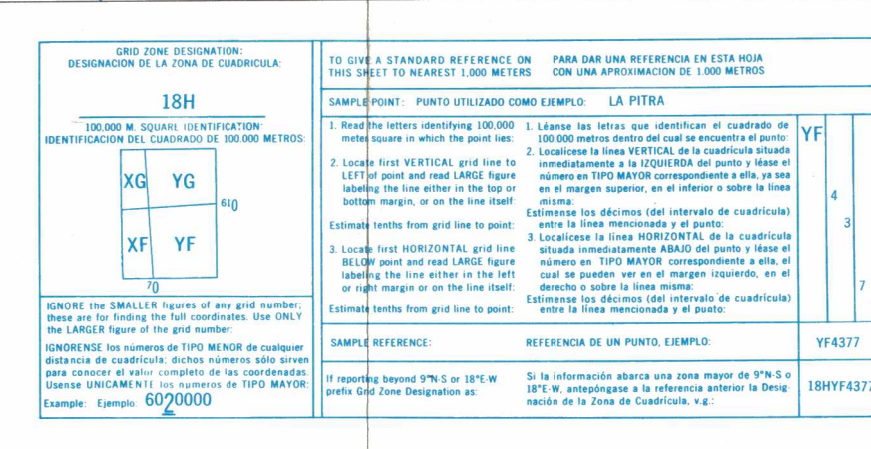 GRID ZONE DESIGNATION:
DESIGNACION DE LA ZONA DE CUADRICULA:
18H
100,000 M. SQUARE IDENTIFICATION:
IDENTIFICACION DEL CUADRADO DE 100.000 METROS:
XG YG
610
XF YF
70
IGNORE the SMALLER figures of any grid number;
these are for finding the full coordinates. Use ONLY
the LARGER figure of the grid number:
IGNORENSE los números de TIPO MENOR de cualquier
distancia de cuadrícula: dichos números sólo sirven
para conocer el valor completo de las coordenadas.
Usense UNICAMENTE los numeros de TIPO MAYOR:
Example: Ejemplo: 6020000
TO GIVE A STANDARD REFERENCE ON
THIS SHEET TO NEAREST 1,000 METERS
PARA DAR UNA REFERENCIA EN ESTA HOJA
CON UNA APROXIMACION DE 1.000 METROS
SAMPLE POINT: PUNTO UTILIZADO COMO EJEMPLO: LA PITRA
1. Read the letters identifying 100,000
meter square in which the point lies:
2. Locate first VERTICAL grid line to
LEFT of point and read LARGE figure
labeling the line either in the top or
bottom margin, or on the line itself:
Estimate tenths from grid line to point:
3. Locate first HORIZONTAL grid line
BELOW point and read LARGE figure
labeling the line either in the left
or right margin or on the line itself:
Estimate tenths from grid line to point:
1. Léanse las letras que identifican el cuadrado de
100.000 metros dentro del cual se encuentra el punto:
2. Localícese la línea VERTICAL de la cuadrícula situada
inmediatamente a la IZQUIERDA del punto y léase el
número en TIPO MAYOR correspondiente a ella, ya sea
en el margen superior, en el inferior o sobre la línea
misma:
Estímense los décimos (del intervalo de cuadrícula)
entre la línea mencionada y el punto:
3. Localícese la línea HORIZONTAL de la cuadrícula
situada inmediatamente ABAJO del punto y léase el
número en TIPO MAYOR correspondiente a ella, el
cual se pueden ver en el margen izquierdo, en el
derecho o sobre la línea misma:
Estímense los décimos (del intervalo de cuadrícula)
entre la línea mencionada y el punto:
YF
4
3
7
SAMPLE REFERENCE: REFERENCIA DE UN PUNTO, EJEMPLO: YF4377
If reporting beyond 9°N-S or 18°E-W
prefix Grid Zone Designation as:
Si la información abarca una zona mayor de 9°N-S o
18°E-W, antepóngase a la referencia anterior la Desig-
nación de la Zona de Cuadrícula, v.g.:
18HYF4377